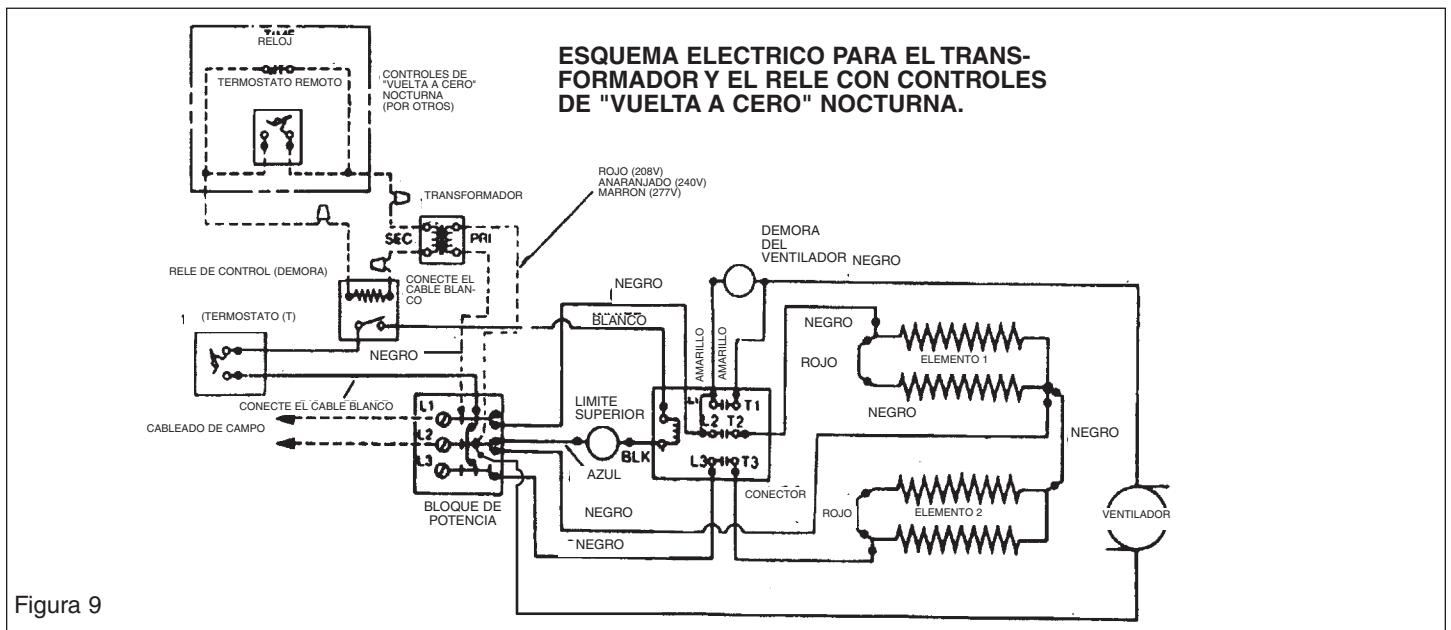 ESQUEMA ELECTRICO PARA EL TRANS-
FORMADOR Y EL RELE CON CONTROLES
DE "VUELTA A CERO" NOCTURNA.
RELOJ
TERMOSTATO REMOTO
CONTROLES DE
"VUELTA A CERO"
NOCTURNA
(POR OTROS)
ROJO (208V)
ANARANJADO (240V)
MARRON (277V)
TRANSFORMADOR
SEC
PRI
DEMORA
DEL
VENTILADOR
NEGRO
RELE DE CONTROL (DEMORA)
CONECTE EL
CABLE BLAN-
CO
NEGRO
BLANCO
(TERMOSTATO (T)
NEGRO
AMARILLO
AMARILLO
NEGRO
ROJO
ELEMENTO 1
NEGRO
CONECTE EL CABLE BLANCO
CABLEADO DE CAMPO
L1
L2
L3
LIMITE
SUPERIOR
BLK
AZUL
T1
L2 T2
L3 T3
CONECTOR
NEGRO
BLOQUE DE
POTENCIA
NEGRO
NEGRO
ROJO
ELEMENTO 2
VENTILADOR
Figura 9